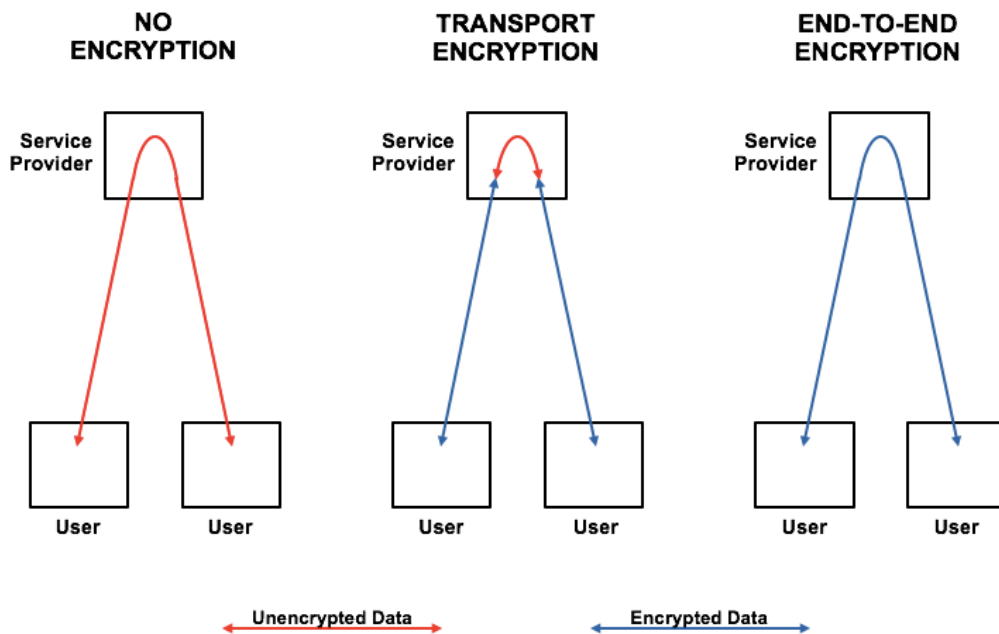 NO
ENCRYPTION
TRANSPORT
ENCRYPTION
END-TO-END
ENCRYPTION
Service
Provider
Service
Provider
Service
Provider
User
User
User
User
User
User
Unencrypted Data
Encrypted Data